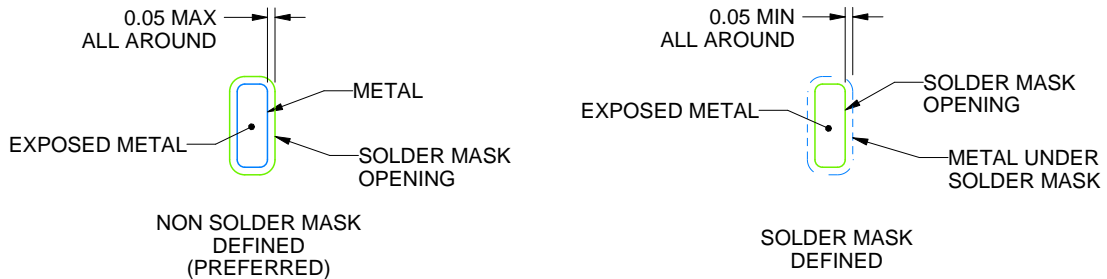 0.05 MAX
ALL AROUND
METAL
EXPOSED METAL
SOLDER MASK
OPENING
NON SOLDER MASK
DEFINED
(PREFERRED)
0.05 MIN
ALL AROUND
SOLDER MASK
OPENING
EXPOSED METAL
METAL UNDER
SOLDER MASK
SOLDER MASK
DEFINED